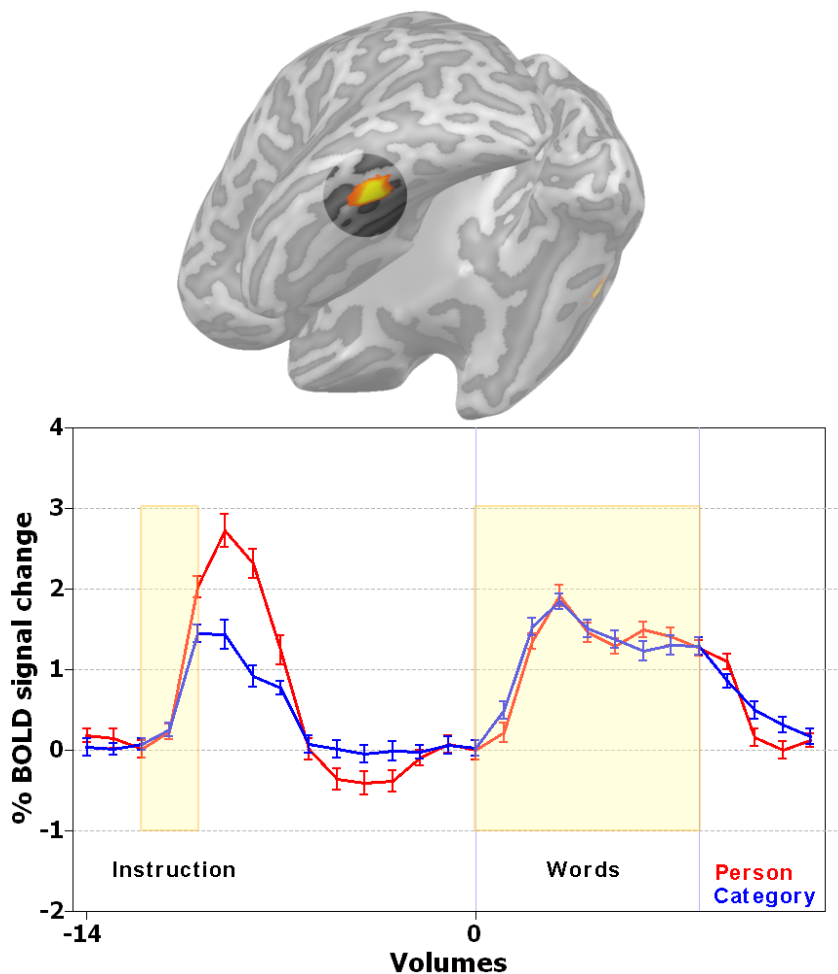 4
3
2
1
0
-1
-2
% BOLD signal change
Instruction
Words
Person
Category
-14
0
Volumes